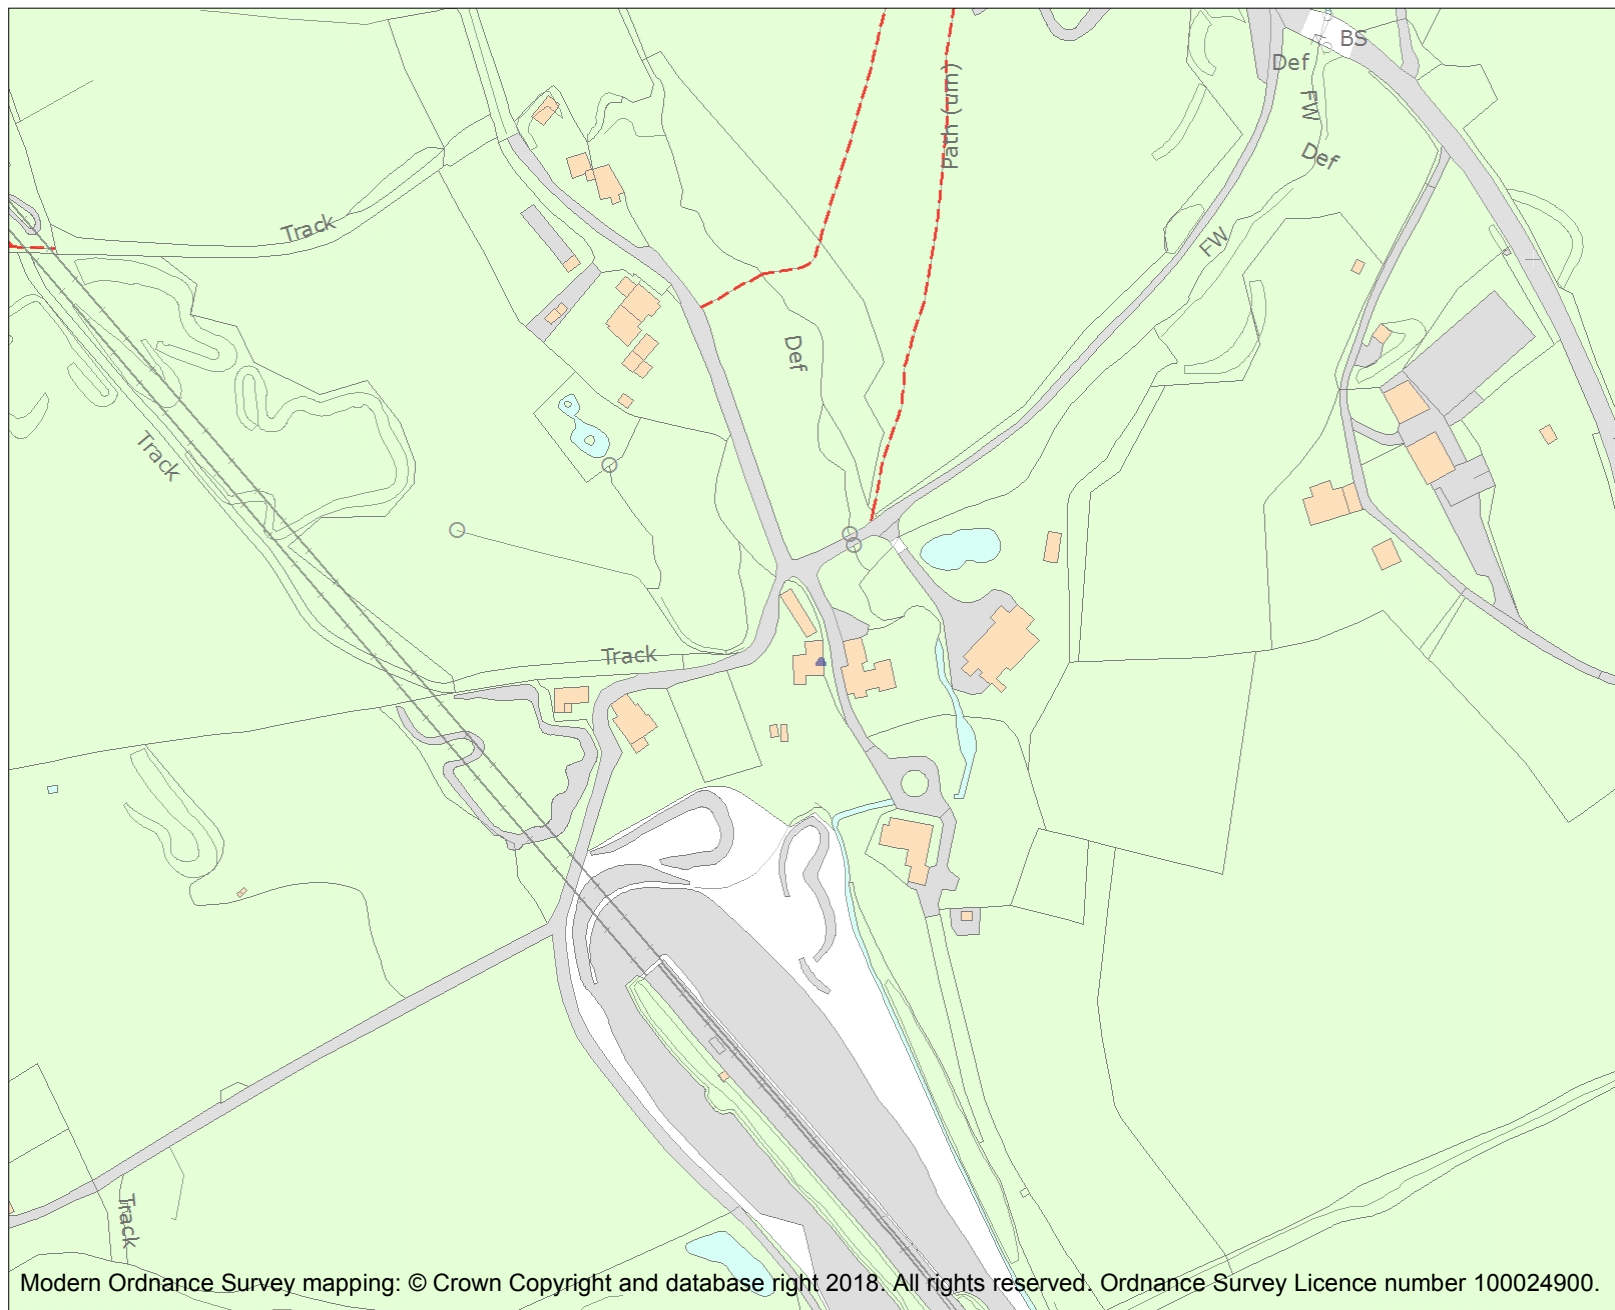 BS
Def
Path (um)
FW
Def
Track
FW
Def
Track
Track
Track
Modern Ordnance Survey mapping: © Crown Copyright and database right 2018. All rights reserved. Ordnance Survey Licence number 100024900.